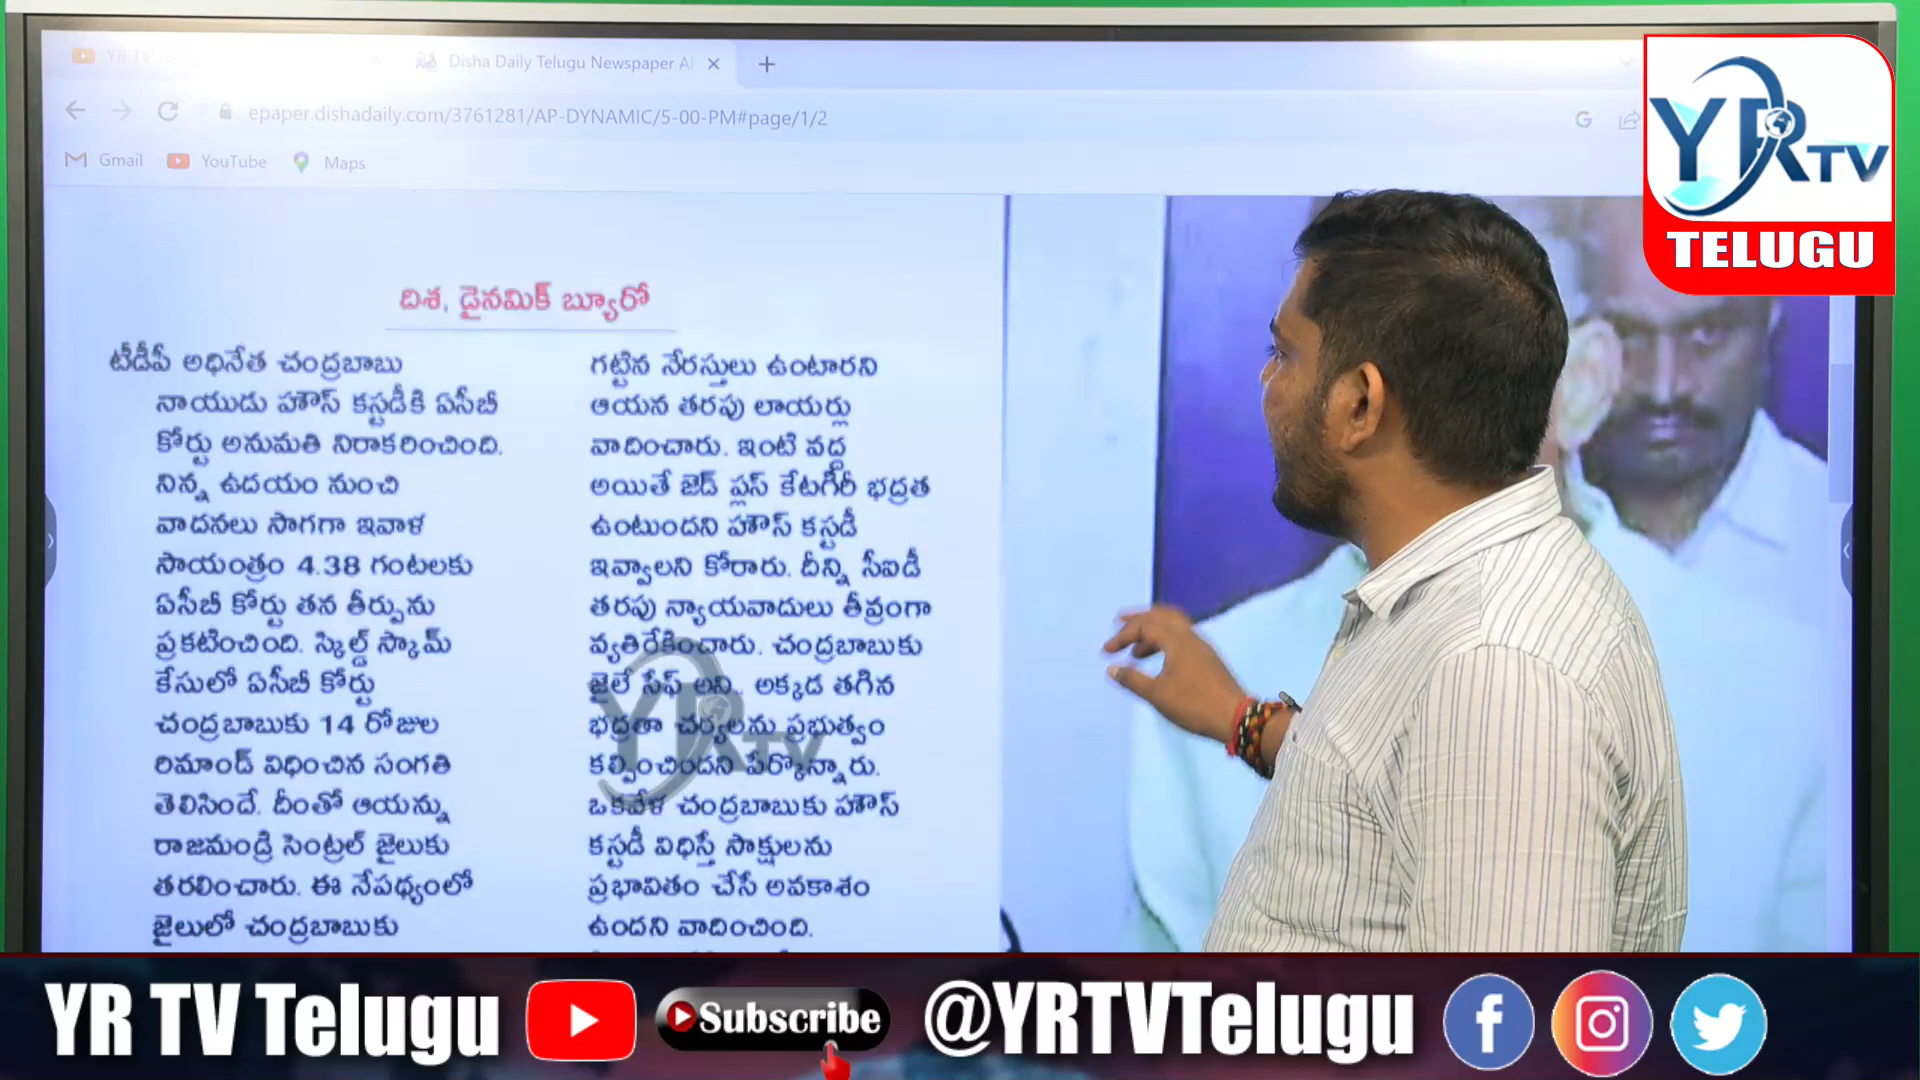 YR TV
Disha Daily Telugu Newspaper AP
epaper.dishadaily.com/3761281/AP-DYNAMIC/5-00-PM#page/1/2
Gmail YouTube Maps
YR TV
TELUGU
దిశ, డైనమిక్ బ్యూరో
టీడీపీ అధినేత చంద్రబాబు
నాయుడు హౌస్ కస్టడీకి ఏసీబీ
కోర్టు అనుమతి నిరాకరించింది.
నిన్న ఉదయం నుంచి
వాదనలు సాగగా ఇవాళ
సాయంత్రం 4.38 గంటలకు
ఏసీబీ కోర్టు తన తీర్పును
ప్రకటించింది. స్కిల్డ్ స్కామ్
కేసులో ఏసీబీ కోర్టు
చంద్రబాబుకు 14 రోజుల
రిమాండ్ విధించిన సంగతి
తెలిసిందే. దీంతో ఆయన్ను
రాజమండ్రి సెంట్రల్ జైలుకు
తరలించారు. ఈ నేపథ్యంలో
జైలులో చంద్రబాబుకు
గట్టిన నేరస్తులు ఉంటారని
ఆయన తరపు లాయర్లు
వాదించారు. ఇంటి వద్ద
అయితే జెడ్ ప్లస్ కేటగిరీ భద్రత
ఉంటుందని హౌస్ కస్టడీ
ఇవ్వాలని కోరారు. దీన్ని సీఐడీ
తరపు న్యాయవాదులు తీవ్రంగా
వ్యతిరేకించారు. చంద్రబాబుకు
జైలే సేఫ్ అని.. అక్కడ తగిన
భద్రతా చర్యలను ప్రభుత్వం
కల్పించిందని పేర్కొన్నారు.
ఒకవేళ చంద్రబాబుకు హౌస్
కస్టడీ విధిస్తే సాక్షులను
ప్రభావితం చేసే అవకాశం
ఉందని వాదించింది.
YR TV
YR TV Telugu Subscribe @YRTVTelugu